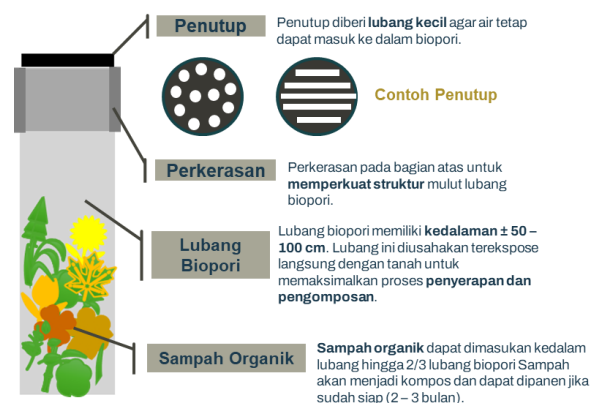 Penutup
Penutup diberi lubang kecil agar air tetap
dapat masuk ke dalam biopori.
Contoh Penutup
Perkerasan
Perkerasan pada bagian atas untuk
memperkuat struktur mulut lubang
biopori.
Lubang
Biopori
Lubang biopori memiliki kedalaman ± 50 –
100 cm. Lubang ini diusahakan terekspose
langsung dengan tanah untuk
memaksimalkan proses penyerapan dan
pengomposan.
Sampah Organik
Sampah organik dapat dimasukan kedalam
lubang hingga 2/3 lubang biopori Sampah
akan menjadi kompos dan dapat dipanen jika
sudah siap (2 – 3 bulan).